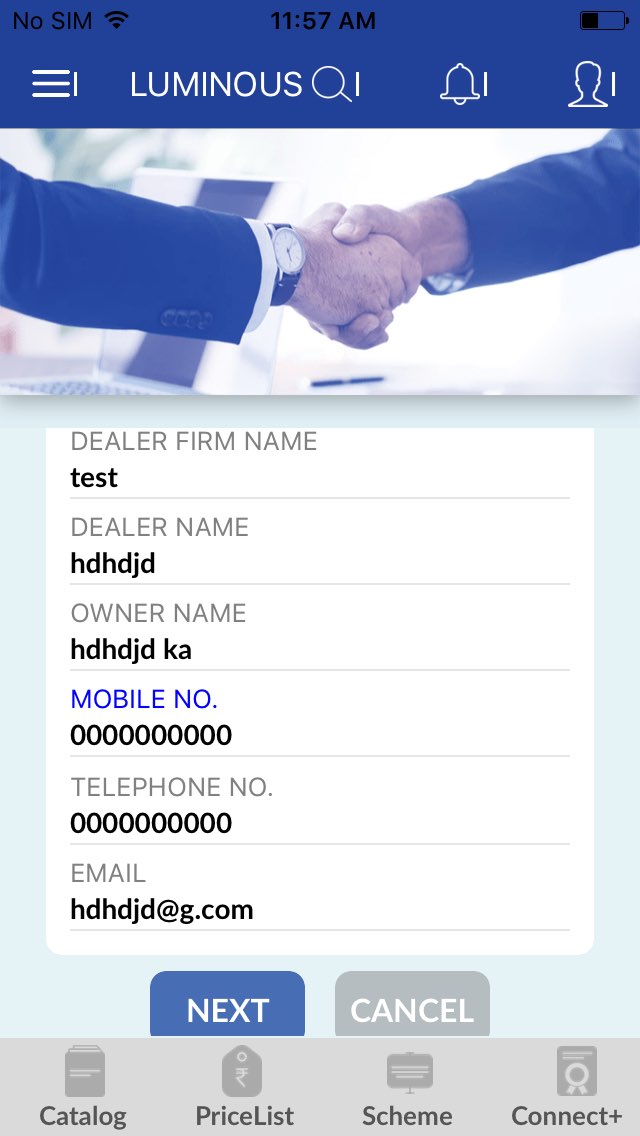 No SIM 11:57 AM
LUMINOUS
DEALER FIRM NAME
test
DEALER NAME
hdhdjd
OWNER NAME
hdhdjd ka
MOBILE NO.
0000000000
TELEPHONE NO.
0000000000
EMAIL
hdhdjd@g.com
NEXT CANCEL
₹
Catalog PriceList Scheme Connect+